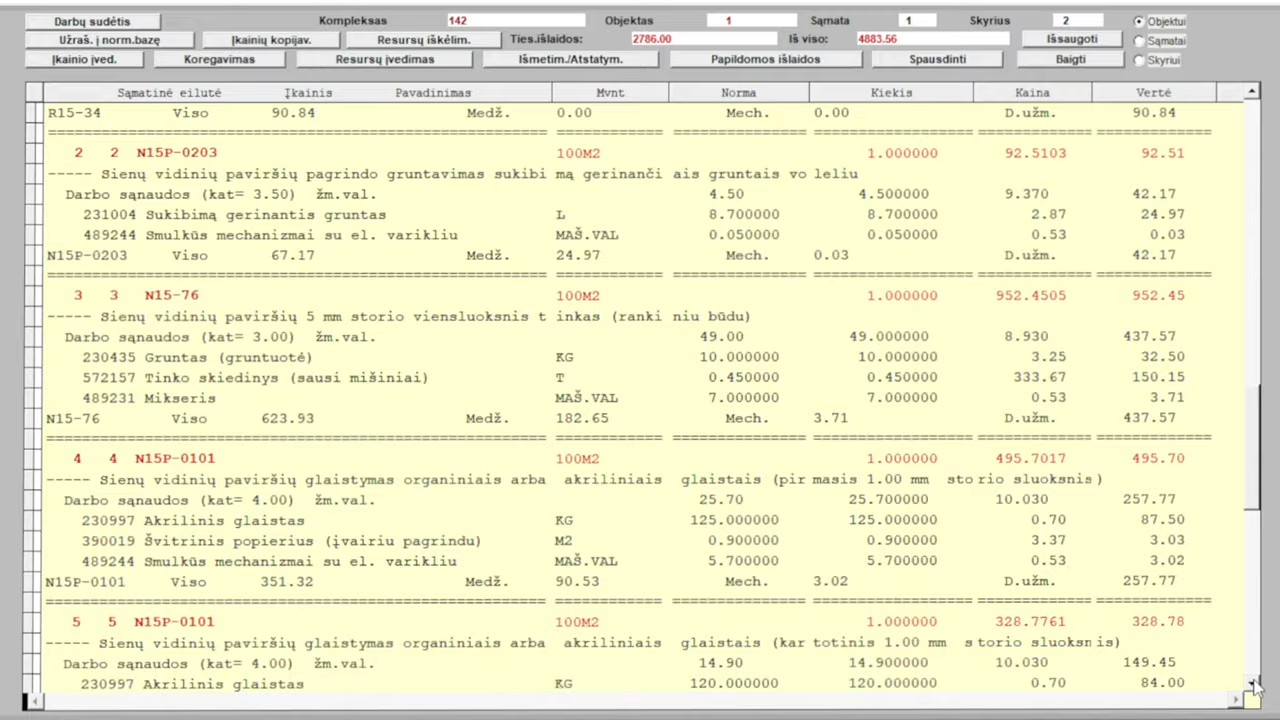 Darbų sudėtis Kompleksas 142 Objektas 1 Sąmata 1 Skyrius 2 Objektui
Užraš. į norm.bazę Įkainių kopijav. Resursų iškėlim. Ties.išlaidos: 2786.00 Iš viso: 4883.56 Išsaugoti Sąmatai
Įkainio įved. Koregavimas Resursų įvedimas Išmetim./Atstatym. Papildomos išlaidos Spausdinti Baigti Skyriui
Sąmatinė eilutė Įkainis Pavadinimas Mvnt Norma Kiekis Kaina Vertė
R15-34 Viso 90.84 Medž. 0.00 Mech. 0.00 D.užm. 90.84
2 2 N15P-0203 100M2 1.000000 92.5103 92.51
----- Sienų vidinių paviršių pagrindo gruntavimas sukibi mą gerinanči ais gruntais vo leliu
Darbo sąnaudos (kat= 3.50) žm.val. 4.50 4.500000 9.370 42.17
231004 Sukibimą gerinantis gruntas L 8.700000 8.700000 2.87 24.97
489244 Smulkūs mechanizmai su el. varikliu MAŠ.VAL 0.050000 0.050000 0.53 0.03
N15P-0203 Viso 67.17 Medž. 24.97 Mech. 0.03 D.užm. 42.17
3 3 N15-76 100M2 1.000000 952.4505 952.45
----- Sienų vidinių paviršių 5 mm storio viensluoksnis t inkas (ranki niu būdu)
Darbo sąnaudos (kat= 3.00) žm.val. 49.00 49.000000 8.930 437.57
230435 Gruntas (gruntuotė) KG 10.000000 10.000000 3.25 32.50
572157 Tinko skiedinys (sausi mišiniai) T 0.450000 0.450000 333.67 150.15
489231 Mikseris MAŠ.VAL 7.000000 7.000000 0.53 3.71
N15-76 Viso 623.93 Medž. 182.65 Mech. 3.71 D.užm. 437.57
4 4 N15P-0101 100M2 1.000000 495.7017 495.70
----- Sienų vidinių paviršių glaistymas organiniais arba akriliniais glaistais (pir masis 1.00 mm sto rio sluoksnis)
Darbo sąnaudos (kat= 4.00) žm.val. 25.70 25.700000 10.030 257.77
230997 Akrilinis glaistas KG 125.000000 125.000000 0.70 87.50
390019 Švitrinis popierius (įvairiu pagrindu) M2 0.900000 0.900000 3.37 3.03
489244 Smulkūs mechanizmai su el. varikliu MAŠ.VAL 5.700000 5.700000 0.53 3.02
N15P-0101 Viso 351.32 Medž. 90.53 Mech. 3.02 D.užm. 257.77
5 5 N15P-0101 100M2 1.000000 328.7761 328.78
----- Sienų vidinių paviršių glaistymas organiniais arba akriliniais glaistais (kar totinis 1.00 mm s torio sluoksnis)
Darbo sąnaudos (kat= 4.00) žm.val. 14.90 14.900000 10.030 149.45
230997 Akrilinis glaistas KG 120.000000 120.000000 0.70 84.00